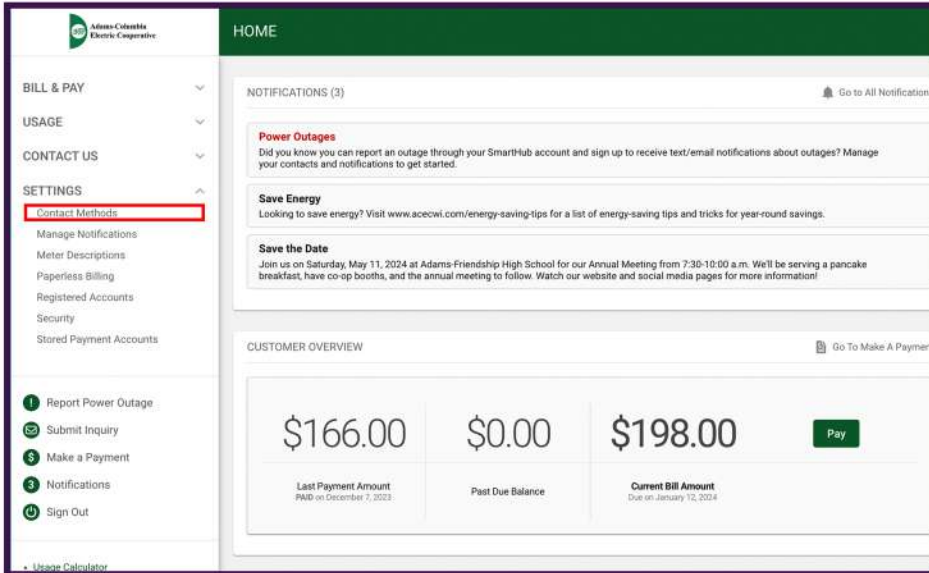 Adams-Columbia
Electric Cooperative
HOME
BILL & PAY
USAGE
CONTACT US
SETTINGS
Contact Methods
Manage Notifications
Meter Descriptions
Paperless Billing
Registered Accounts
Security
Stored Payment Accounts
! Report Power Outage
Submit Inquiry
$ Make a Payment
3 Notifications
Sign Out
• Usage Calculator
NOTIFICATIONS (3)
Go to All Notification
Power Outages
Did you know you can report an outage through your SmartHub account and sign up to receive text/email notifications about outages? Manage
your contacts and notifications to get started.
Save Energy
Looking to save energy? Visit www.acecwi.com/energy-saving-tips for a list of energy-saving tips and tricks for year-round savings.
Save the Date
Join us on Saturday, May 11, 2024 at Adams-Friendship High School for our Annual Meeting from 7:30-10:00 a.m. We'll be serving a pancake
breakfast, have co-op booths, and the annual meeting to follow. Watch our website and social media pages for more information!
CUSTOMER OVERVIEW
Go To Make A Paymen
$166.00
$0.00
$198.00
Pay
Last Payment Amount
PAID on December 7, 2023
Past Due Balance
Current Bill Amount
Due on January 12, 2024